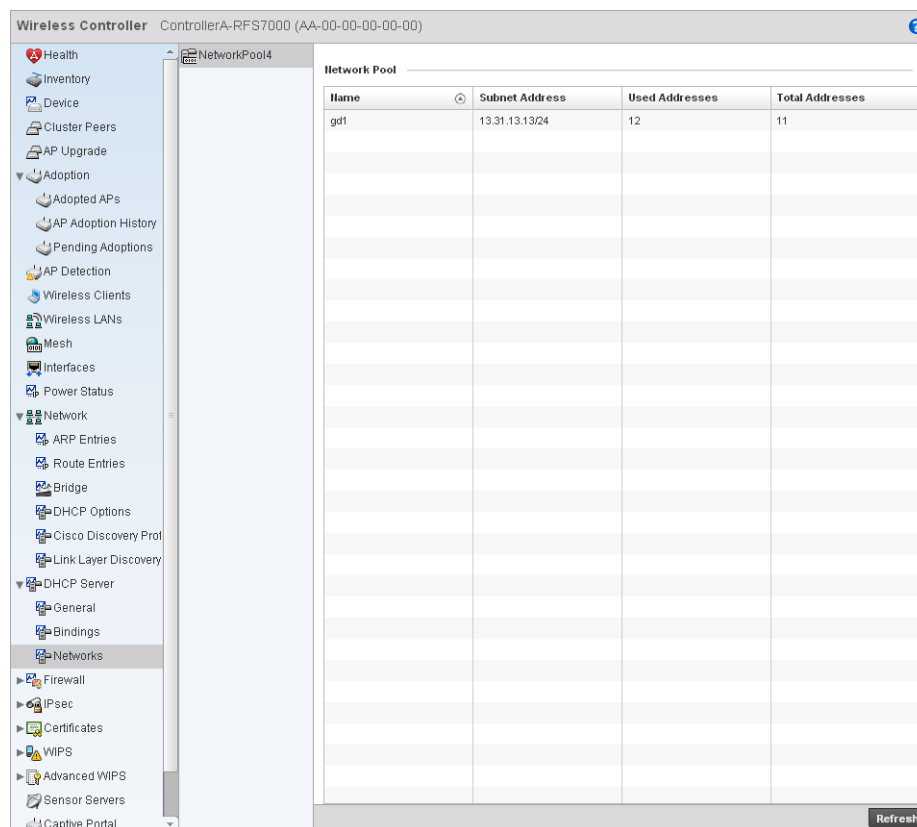 Wireless Controller ControllerA-RFS7000 (AA-00-00-00-00-00)
?
Health
Inventory
Device
Cluster Peers
AP Upgrade
Adoption
Adopted APs
AP Adoption History
Pending Adoptions
AP Detection
Wireless Clients
Wireless LANs
Mesh
Interfaces
Power Status
Network
ARP Entries
Route Entries
Bridge
DHCP Options
Cisco Discovery Prot
Link Layer Discovery
DHCP Server
General
Bindings
Networks
Firewall
IPsec
Certificates
WIPS
Advanced WIPS
Sensor Servers
Captive Portal
NetworkPool4
Network Pool
Name Subnet Address Used Addresses Total Addresses
gd1 13.31.13.13/24 12 11
Refresh